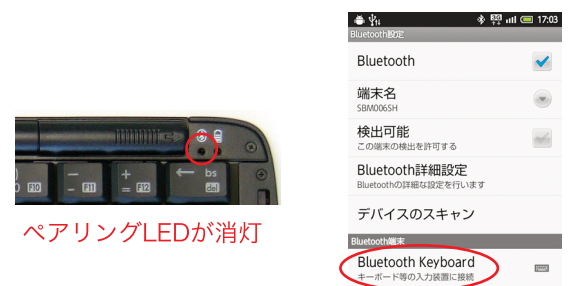 ) F10
-
_ F11
+
= F12
← bs
del
ペアリングLEDが消灯
3G 17:03
Bluetooth設定
Bluetooth
端末名
SBM006SH
検出可能
この端末の検出を許可する
Bluetooth詳細設定
Bluetoothの詳細な設定を行います
デバイスのスキャン
Bluetooth端末
Bluetooth Keyboard
キーボード等の入力装置に接続